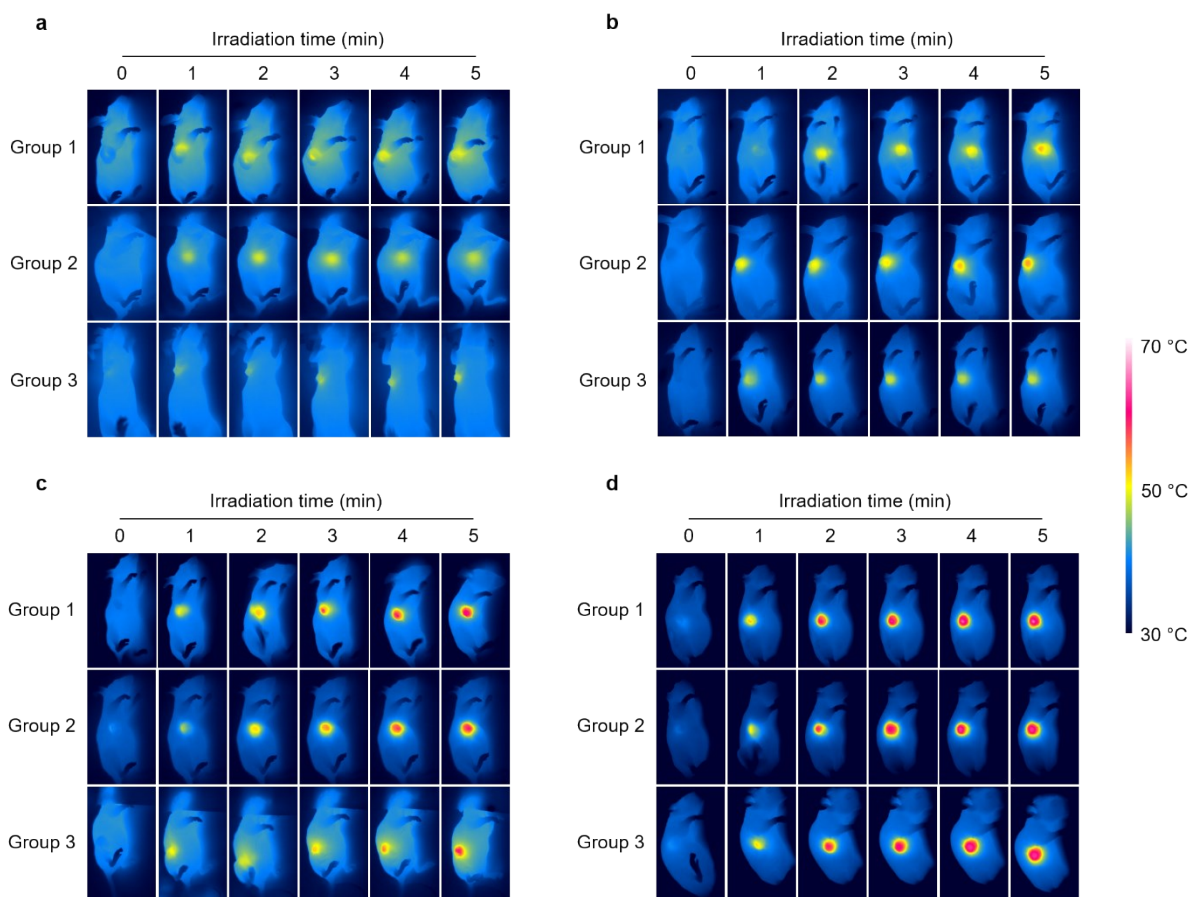 a
Irradiation time (min)
0 1 2 3 4 5
Group 1
Group 2
Group 3
b
Irradiation time (min)
0 1 2 3 4 5
Group 1
Group 2
Group 3
70 °C
50 °C
30 °C
c
Irradiation time (min)
0 1 2 3 4 5
Group 1
Group 2
Group 3
d
Irradiation time (min)
0 1 2 3 4 5
Group 1
Group 2
Group 3